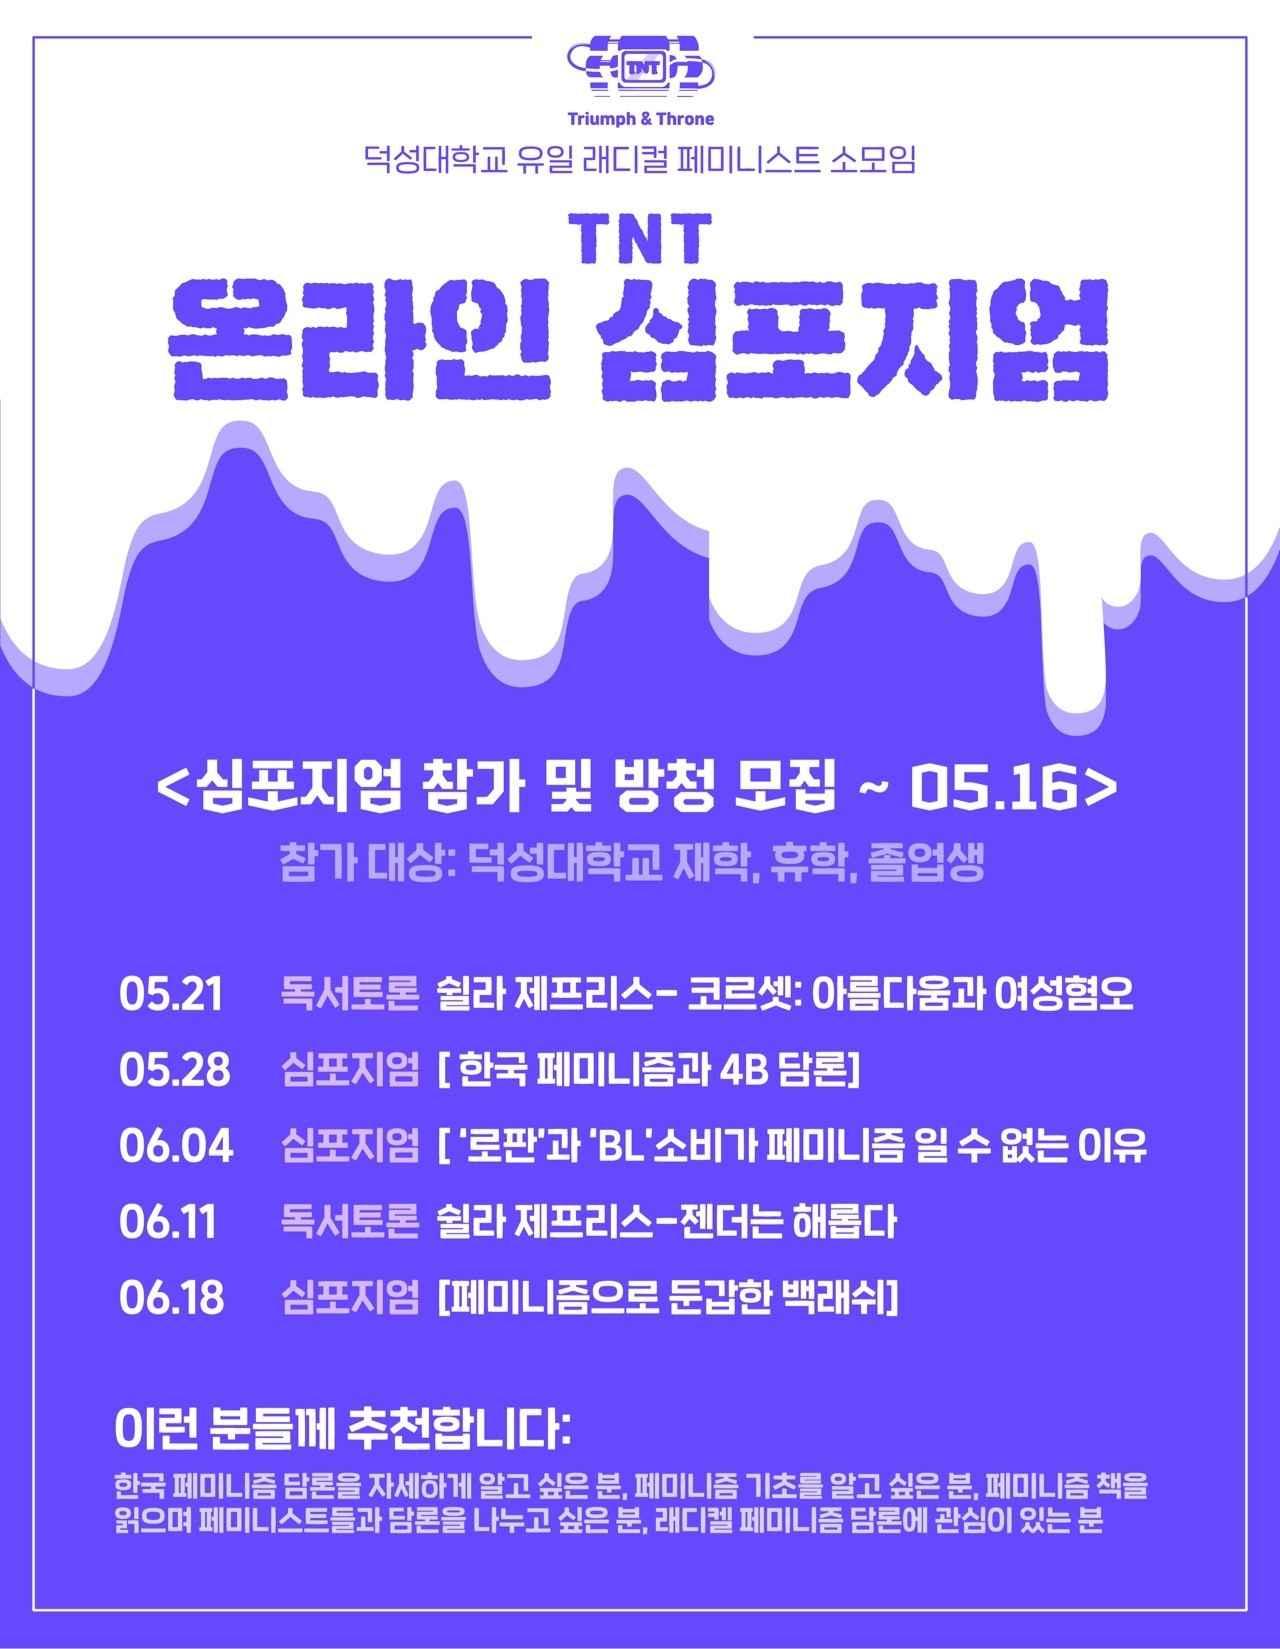 TNT
Triumph & Throne
덕성대학교 유일 래디컬 페미니스트 소모임
TNT
온라인 심포지엄
<심포지엄 참가 및 방청 모집 ~ 05.16>
참가 대상: 덕성대학교 재학, 휴학, 졸업생
05.21 독서토론 쉴라 제프리스- 코르셋: 아름다움과 여성혐오
05.28 심포지엄 [ 한국 페미니즘과 4B 담론]
06.04 심포지엄 [ '로판'과 'BL'소비가 페미니즘 일 수 없는 이유
06.11 독서토론 쉴라 제프리스-젠더는 해롭다
06.18 심포지엄 [페미니즘으로 둔갑한 백래쉬]
이런 분들께 추천합니다:
한국 페미니즘 담론을 자세하게 알고 싶은 분, 페미니즘 기초를 알고 싶은 분, 페미니즘 책을
읽으며 페미니스트들과 담론을 나누고 싶은 분, 래디켈 페미니즘 담론에 관심이 있는 분